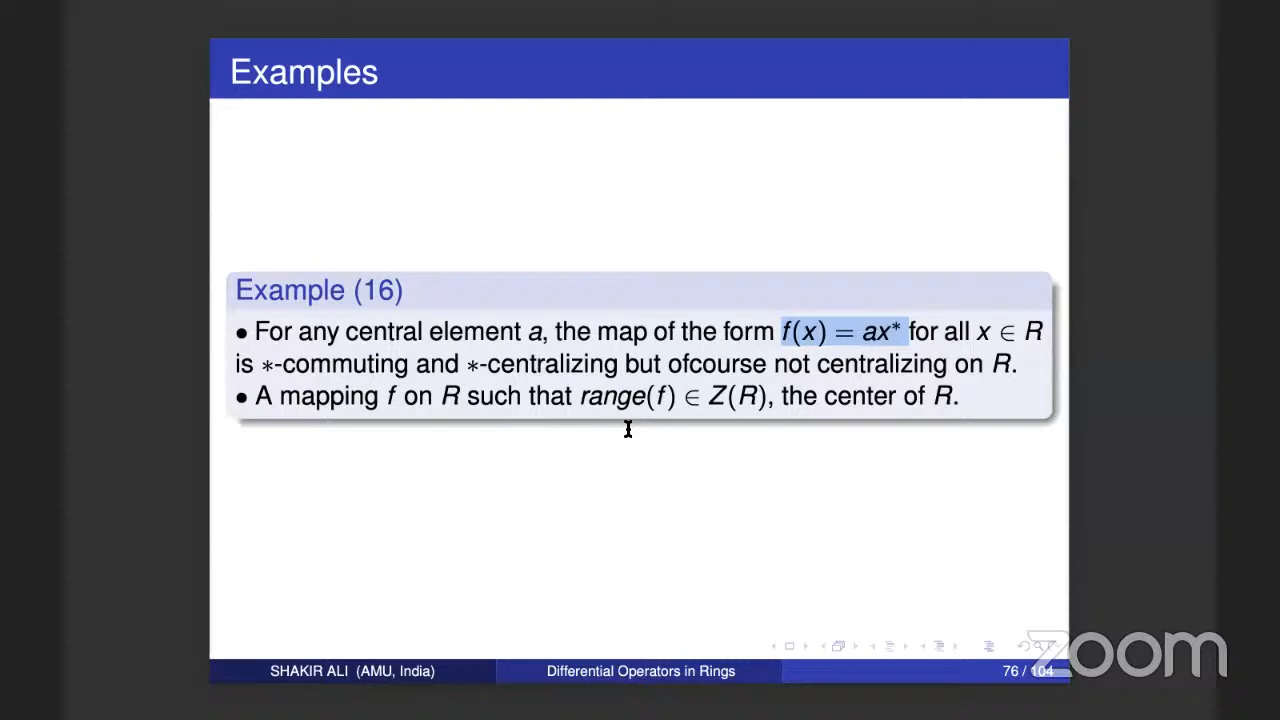 Examples
Example (16)
• For any central element a, the map of the form f(x) = ax* for all x ∈ R
is ∗-commuting and ∗-centralizing but ofcourse not centralizing on R.
• A mapping f on R such that range(f) ∈ Z(R), the center of R.
SHAKIR ALI (AMU, India) Differential Operators in Rings 76 / 104
zoom